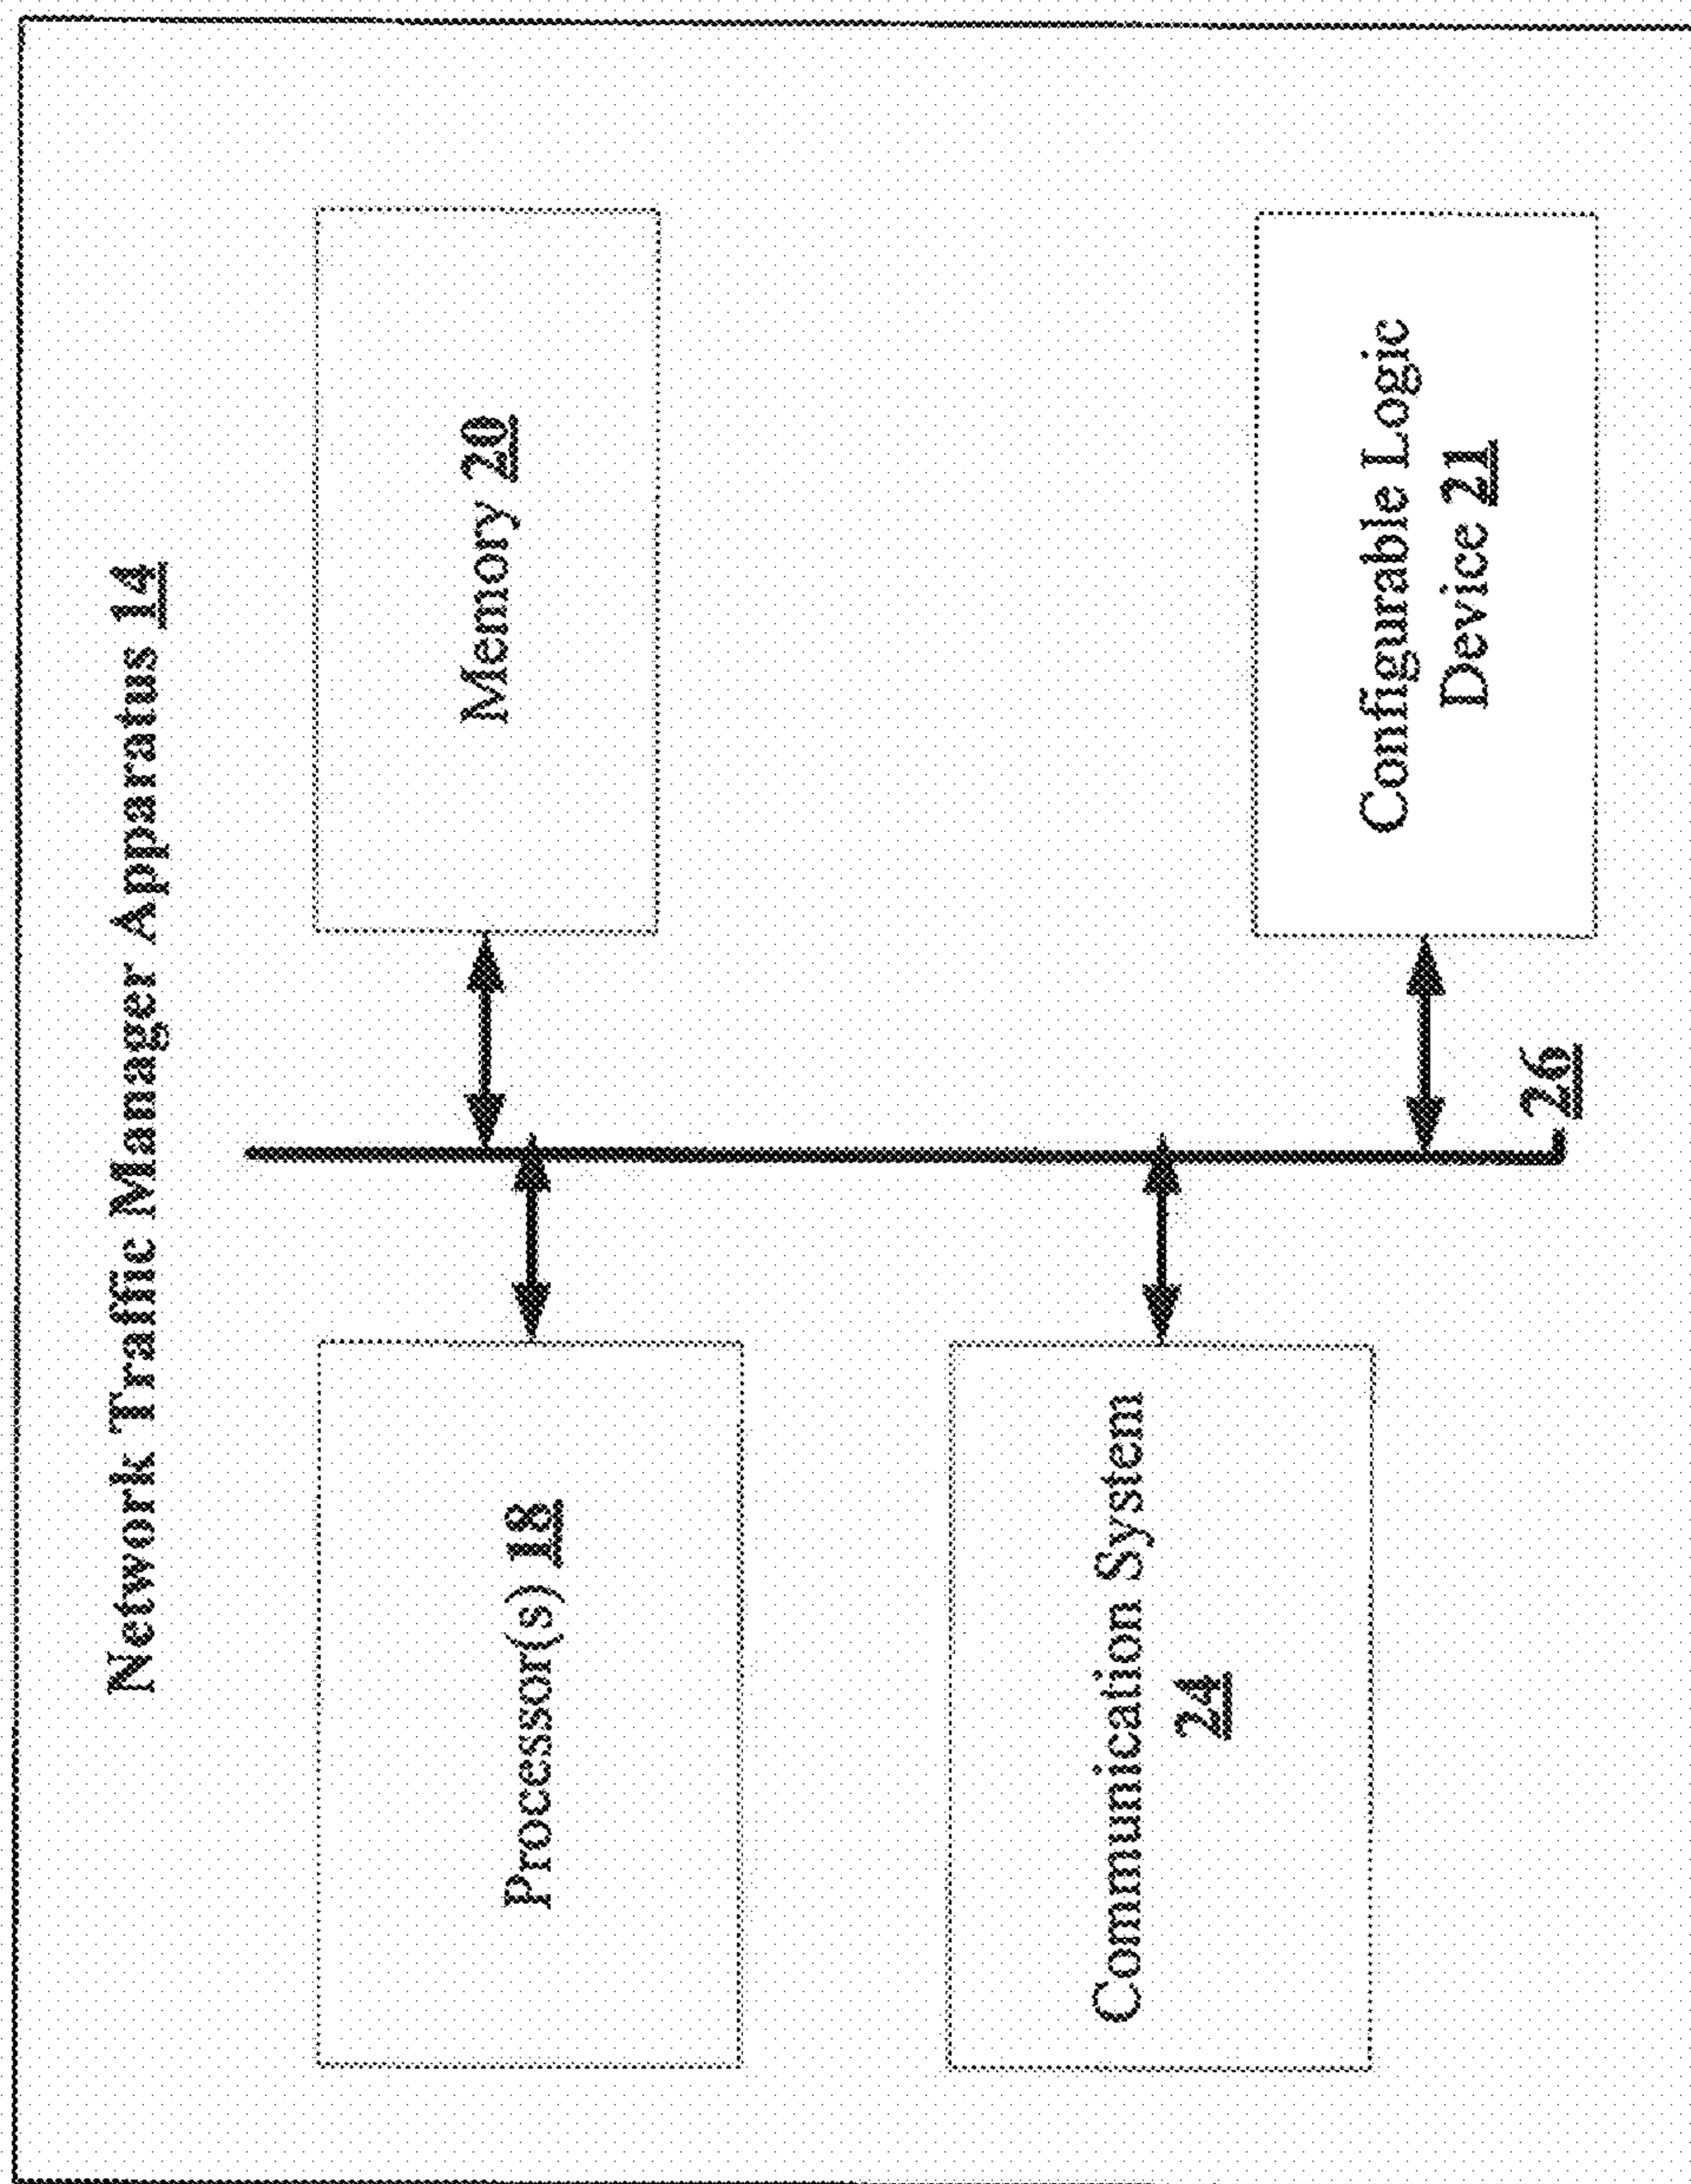 Network Traffic Manager Apparatus 14
Processor(s) 18
Memory 20
Communication System
24
Configurable Logic
Device 21
26